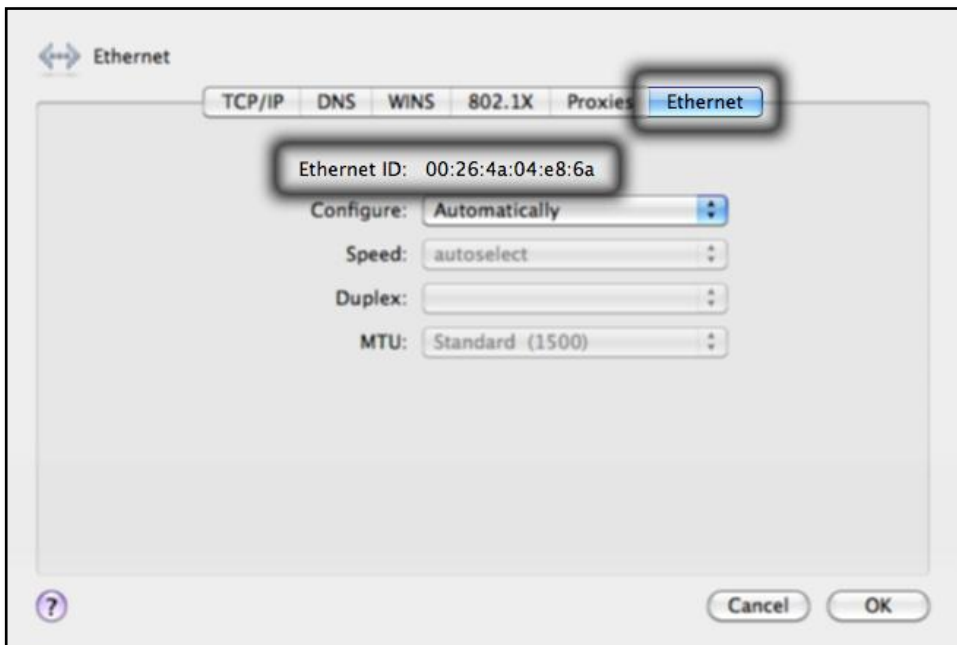 Ethernet
TCP/IP DNS WINS 802.1X Proxies Ethernet
Ethernet ID: 00:26:4a:04:e8:6a
Configure: Automatically
Speed: autoselect
Duplex:
MTU: Standard (1500)
? Cancel OK